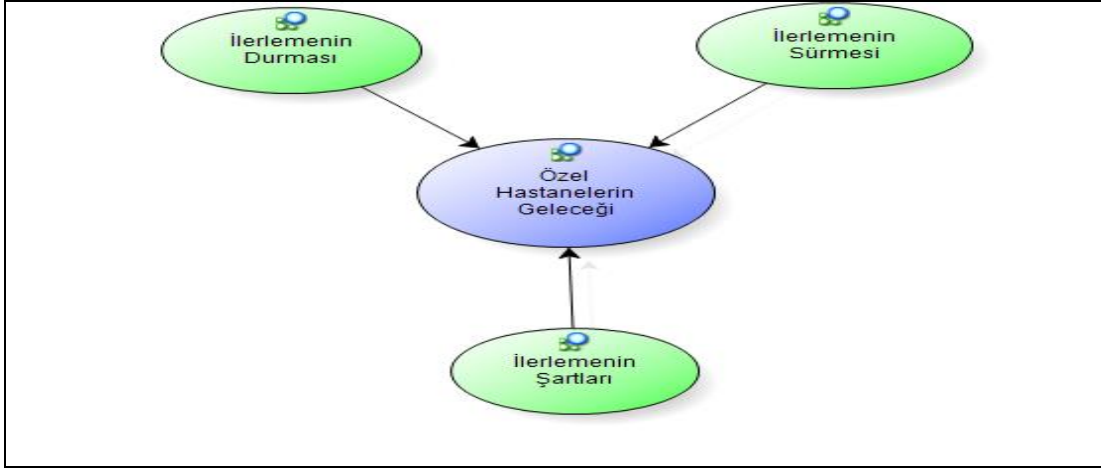 İlerlemenin
Durması
İlerlemenin
Sürmesi
Özel
Hastanelerin
Geleceği
İlerlemenin
Şartları